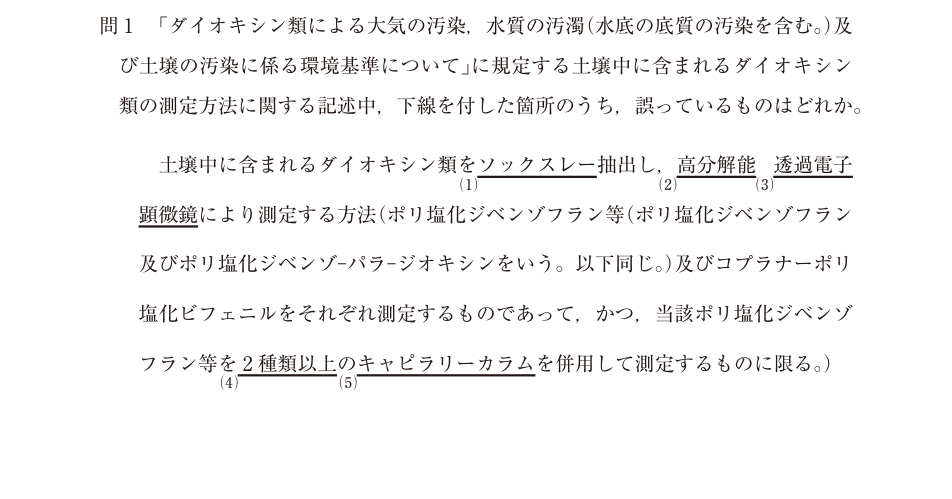 問1 「ダイオキシン類による大気の汚染，水質の汚濁(水底の底質の汚染を含む。)及
び土壌の汚染に係る環境基準について」に規定する土壌中に含まれるダイオキシン
類の測定方法に関する記述中，下線を付した箇所のうち，誤っているものはどれか。
土壌中に含まれるダイオキシン類を(1)ソックスレー抽出し，(2)高分解能(3)透過電子
顕微鏡により測定する方法(ポリ塩化ジベンゾフラン等(ポリ塩化ジベンゾフラン
及びポリ塩化ジベンゾ-パラ-ジオキシンをいう。以下同じ。)及びコプラナーポリ
塩化ビフェニルをそれぞれ測定するものであって，かつ，当該ポリ塩化ジベンゾ
フラン等を(4)2種類以上の(5)キャピラリーカラムを併用して測定するものに限る。)